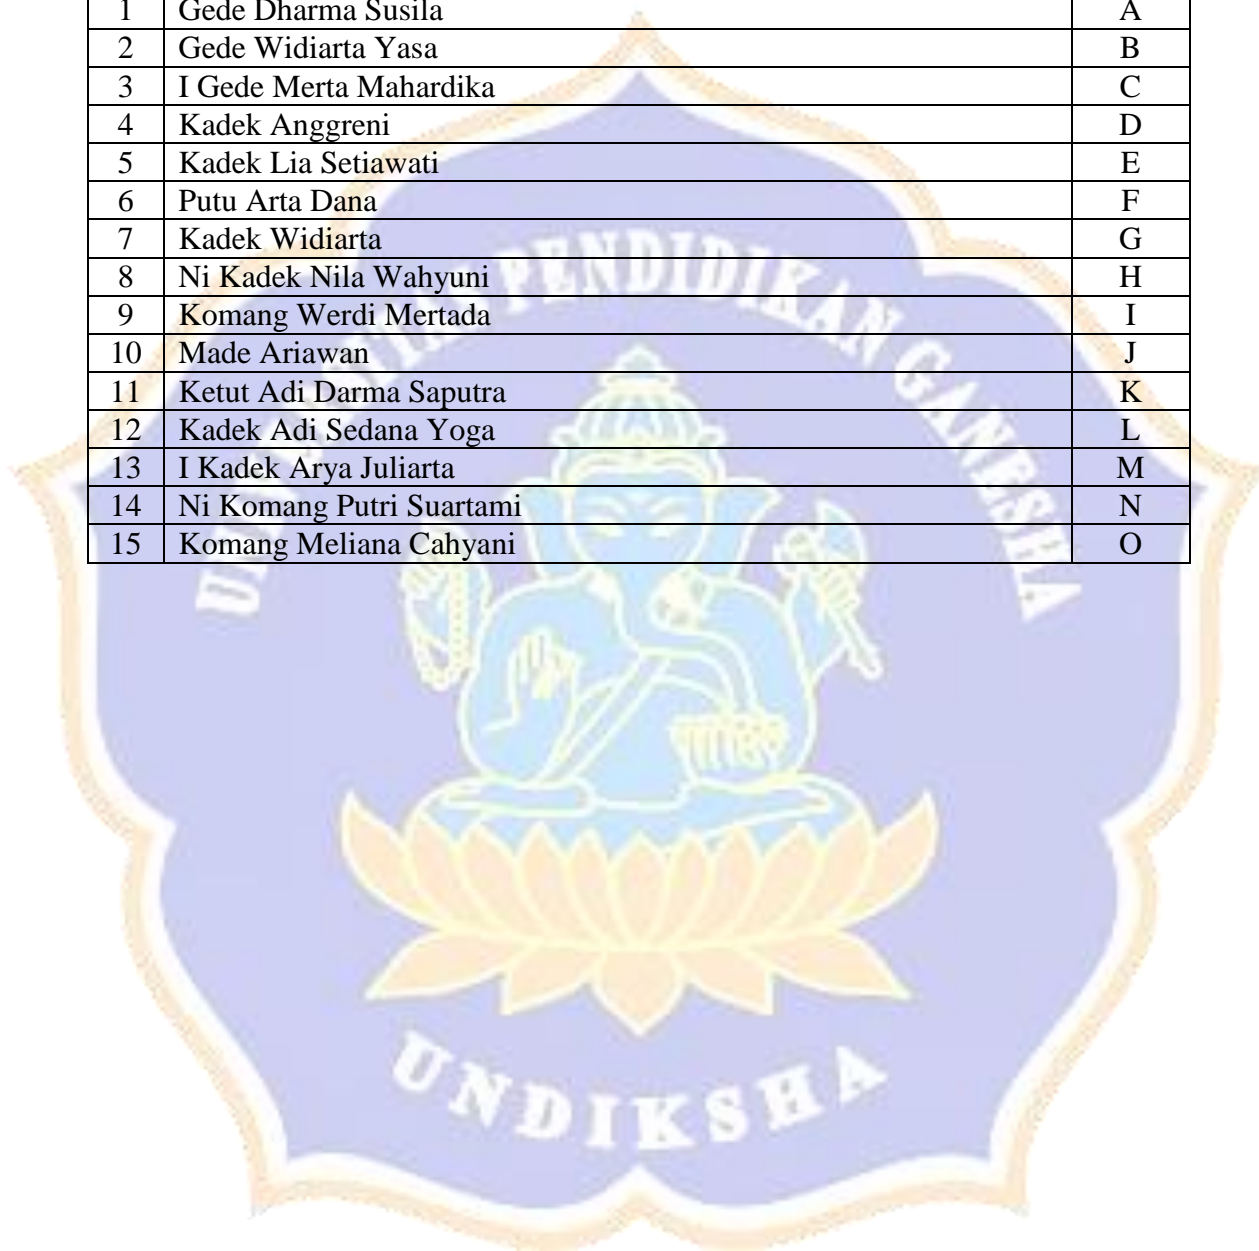 1 Gede Dharma Susila A
2 Gede Widiarta Yasa B
3 I Gede Merta Mahardika C
4 Kadek Anggreni D
5 Kadek Lia Setiawati E
6 Putu Arta Dana F
7 Kadek Widiarta G
8 Ni Kadek Nila Wahyuni H
9 Komang Werdi Mertada I
10 Made Ariawan J
11 Ketut Adi Darma Saputra K
12 Kadek Adi Sedana Yoga L
13 I Kadek Arya Juliarta M
14 Ni Komang Putri Suartami N
15 Komang Meliana Cahyani O
UNIVERSITAS PENDIDIKAN GANESHA
UNDIKSHA